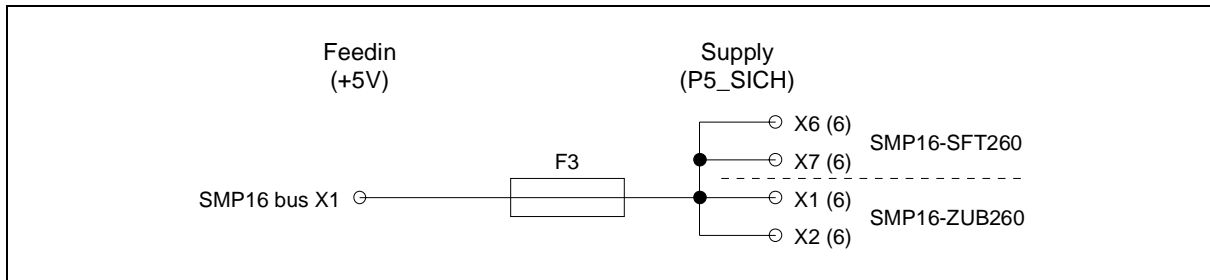 Feedin
(+5V)
Supply
(P5_SICH)
X6 (6)
SMP16-SFT260
F3
X7 (6)
SMP16 bus X1
X1 (6)
SMP16-ZUB260
X2 (6)